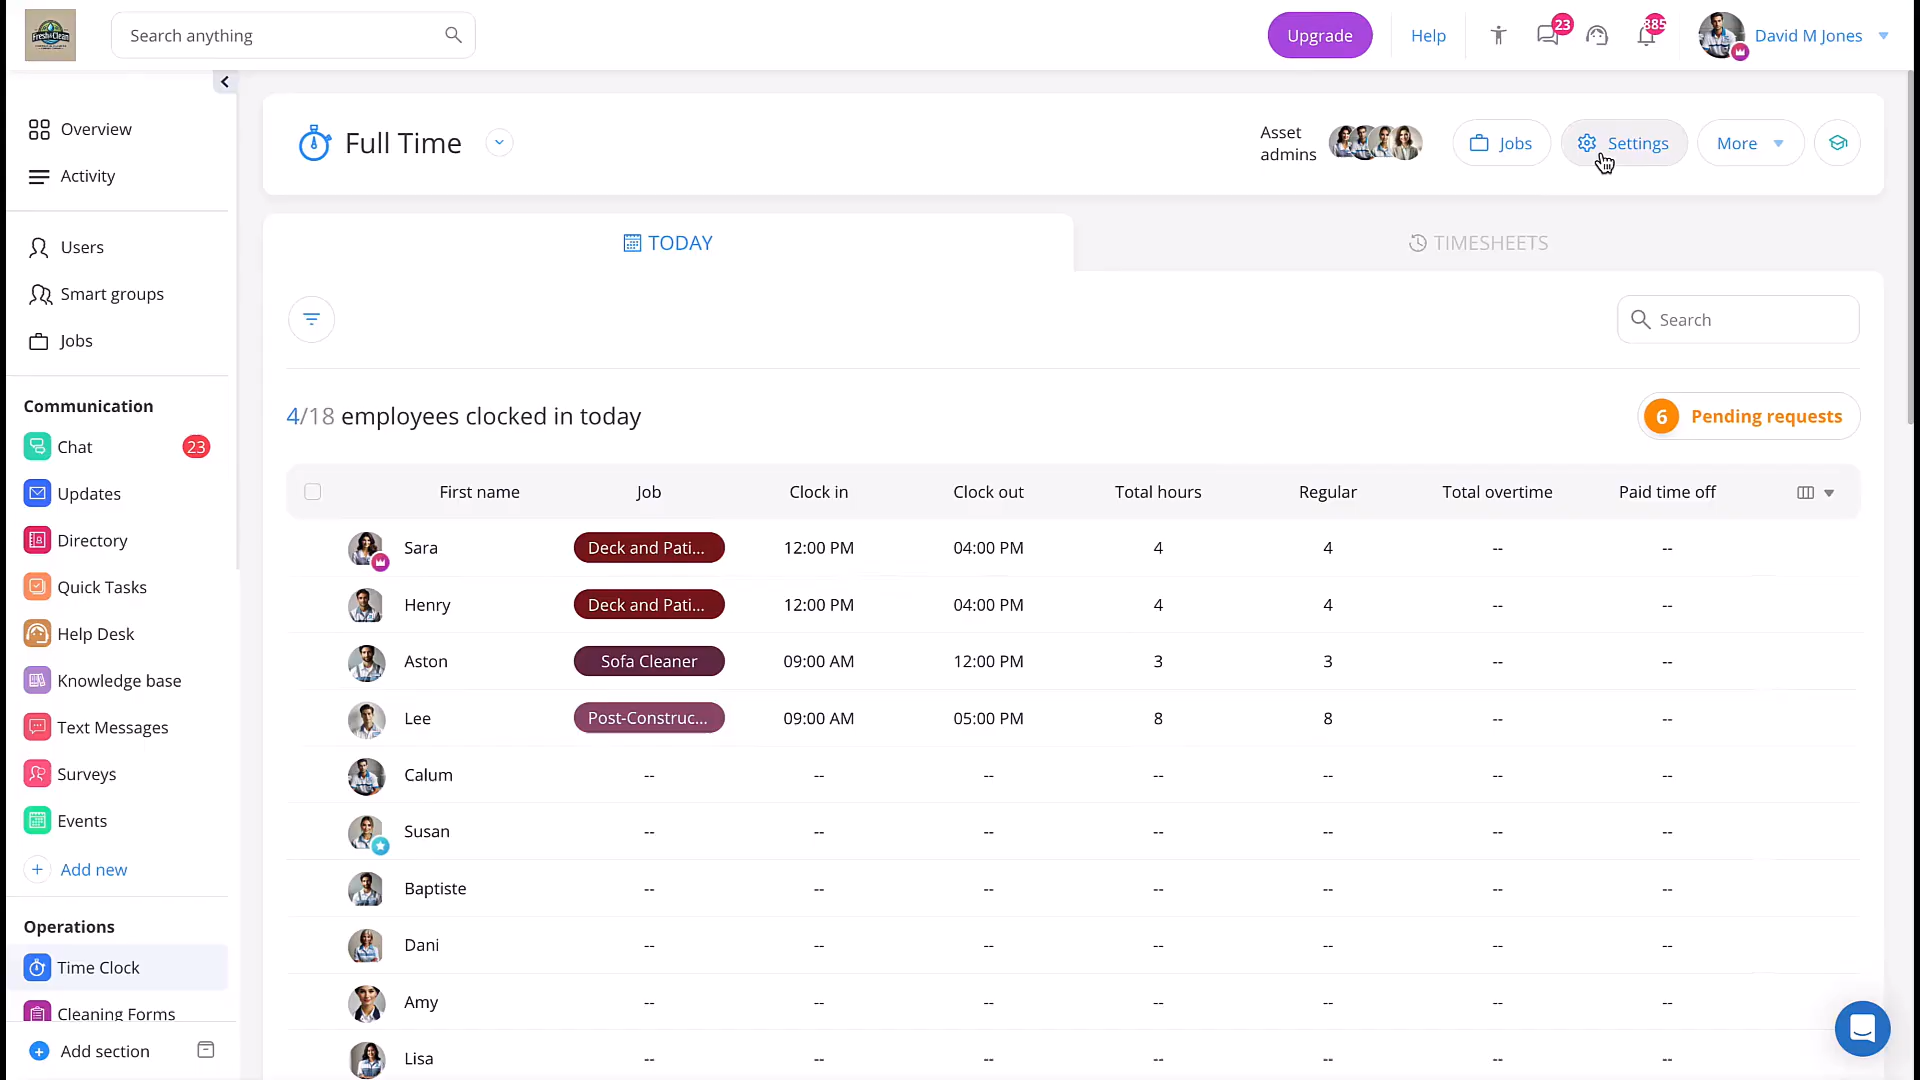 Fresh & Clean
Search anything
Upgrade
Help
23
885
David M Jones
Overview
Activity
Users
Smart groups
Jobs
Communication
Chat
23
Updates
Directory
Quick Tasks
Help Desk
Knowledge base
Text Messages
Surveys
Events
Add new
Operations
Time Clock
Cleaning Forms
Add section
Full Time
Asset
admins
Jobs
Settings
More
TODAY
TIMESHEETS
Search
4/18 employees clocked in today
6 Pending requests
First name Job Clock in Clock out Total hours Regular Total overtime Paid time off
Sara Deck and Pati... 12:00 PM 04:00 PM 4 4 -- --
Henry Deck and Pati... 12:00 PM 04:00 PM 4 4 -- --
Aston Sofa Cleaner 09:00 AM 12:00 PM 3 3 -- --
Lee Post-Construc... 09:00 AM 05:00 PM 8 8 -- --
Calum -- -- -- -- -- -- --
Susan -- -- -- -- -- -- --
Baptiste -- -- -- -- -- -- --
Dani -- -- -- -- -- -- --
Amy -- -- -- -- -- -- --
Lisa -- -- -- -- -- -- --